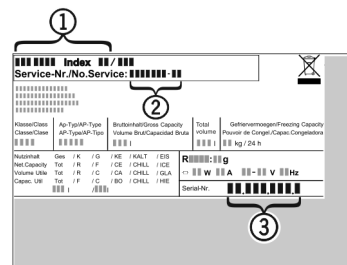 1
Index /
Service-Nr./No.Service: -
2
Klasse/Class Ap-Typ/AP-Type Bruttoinhalt/Gross Capacity Total Gefriervermoegen/Freezing Capacity
Classe/Clase AP-Type/AP-Tipo Volume Brut/Capacidad Bruta volume Pouvoir de Congel./Capac.Congeladora
l l kg / 24 h
Nutzinhalt Ges / K / G / KE / KALT / EIS
Net.Capacity Tot / R / F / CE / CHILL / ICE
Volume Utile Tot / R / C / CA / CHILL / GLA
Capac. Util Tot / F / C / BO / CHILL / HIE
l / l
R : g
W A - V Hz
Serial-Nr. . . .
3